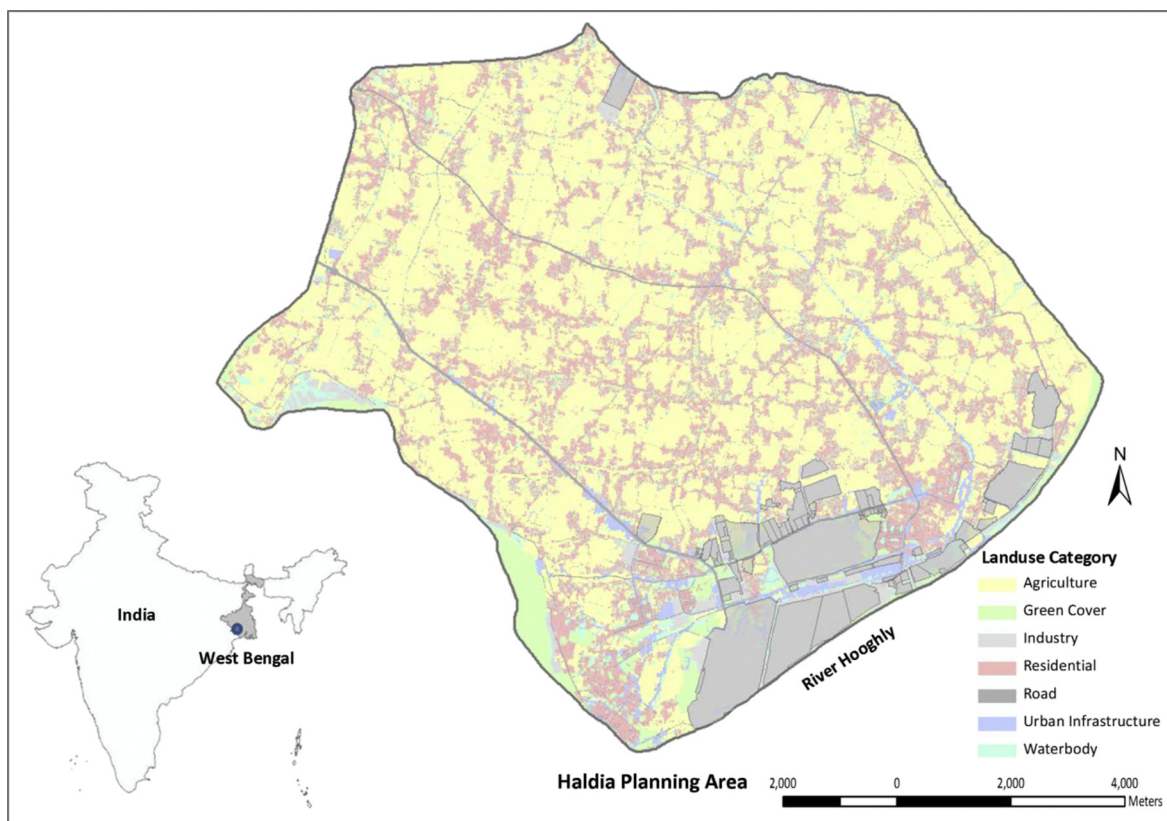 N
India
West Bengal
River Hooghly
Landuse Category
Agriculture
Green Cover
Industry
Residential
Road
Urban Infrastructure
Waterbody
Haldia Planning Area
2,000 0 2,000 4,000
Meters